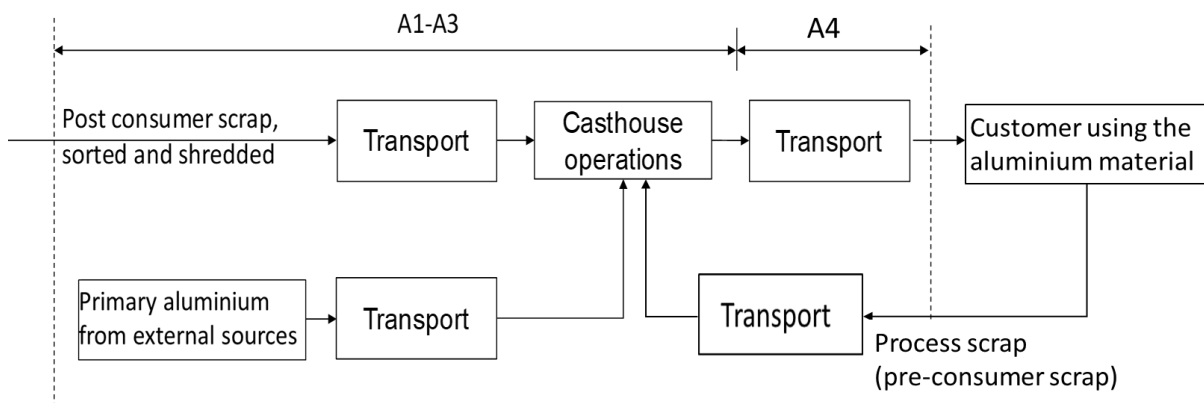 A1-A3
A4
Post consumer scrap,
sorted and shredded
Transport
Casthouse
operations
Transport
Customer using the
aluminium material
Primary aluminium
from external sources
Transport
Transport
Process scrap
(pre-consumer scrap)